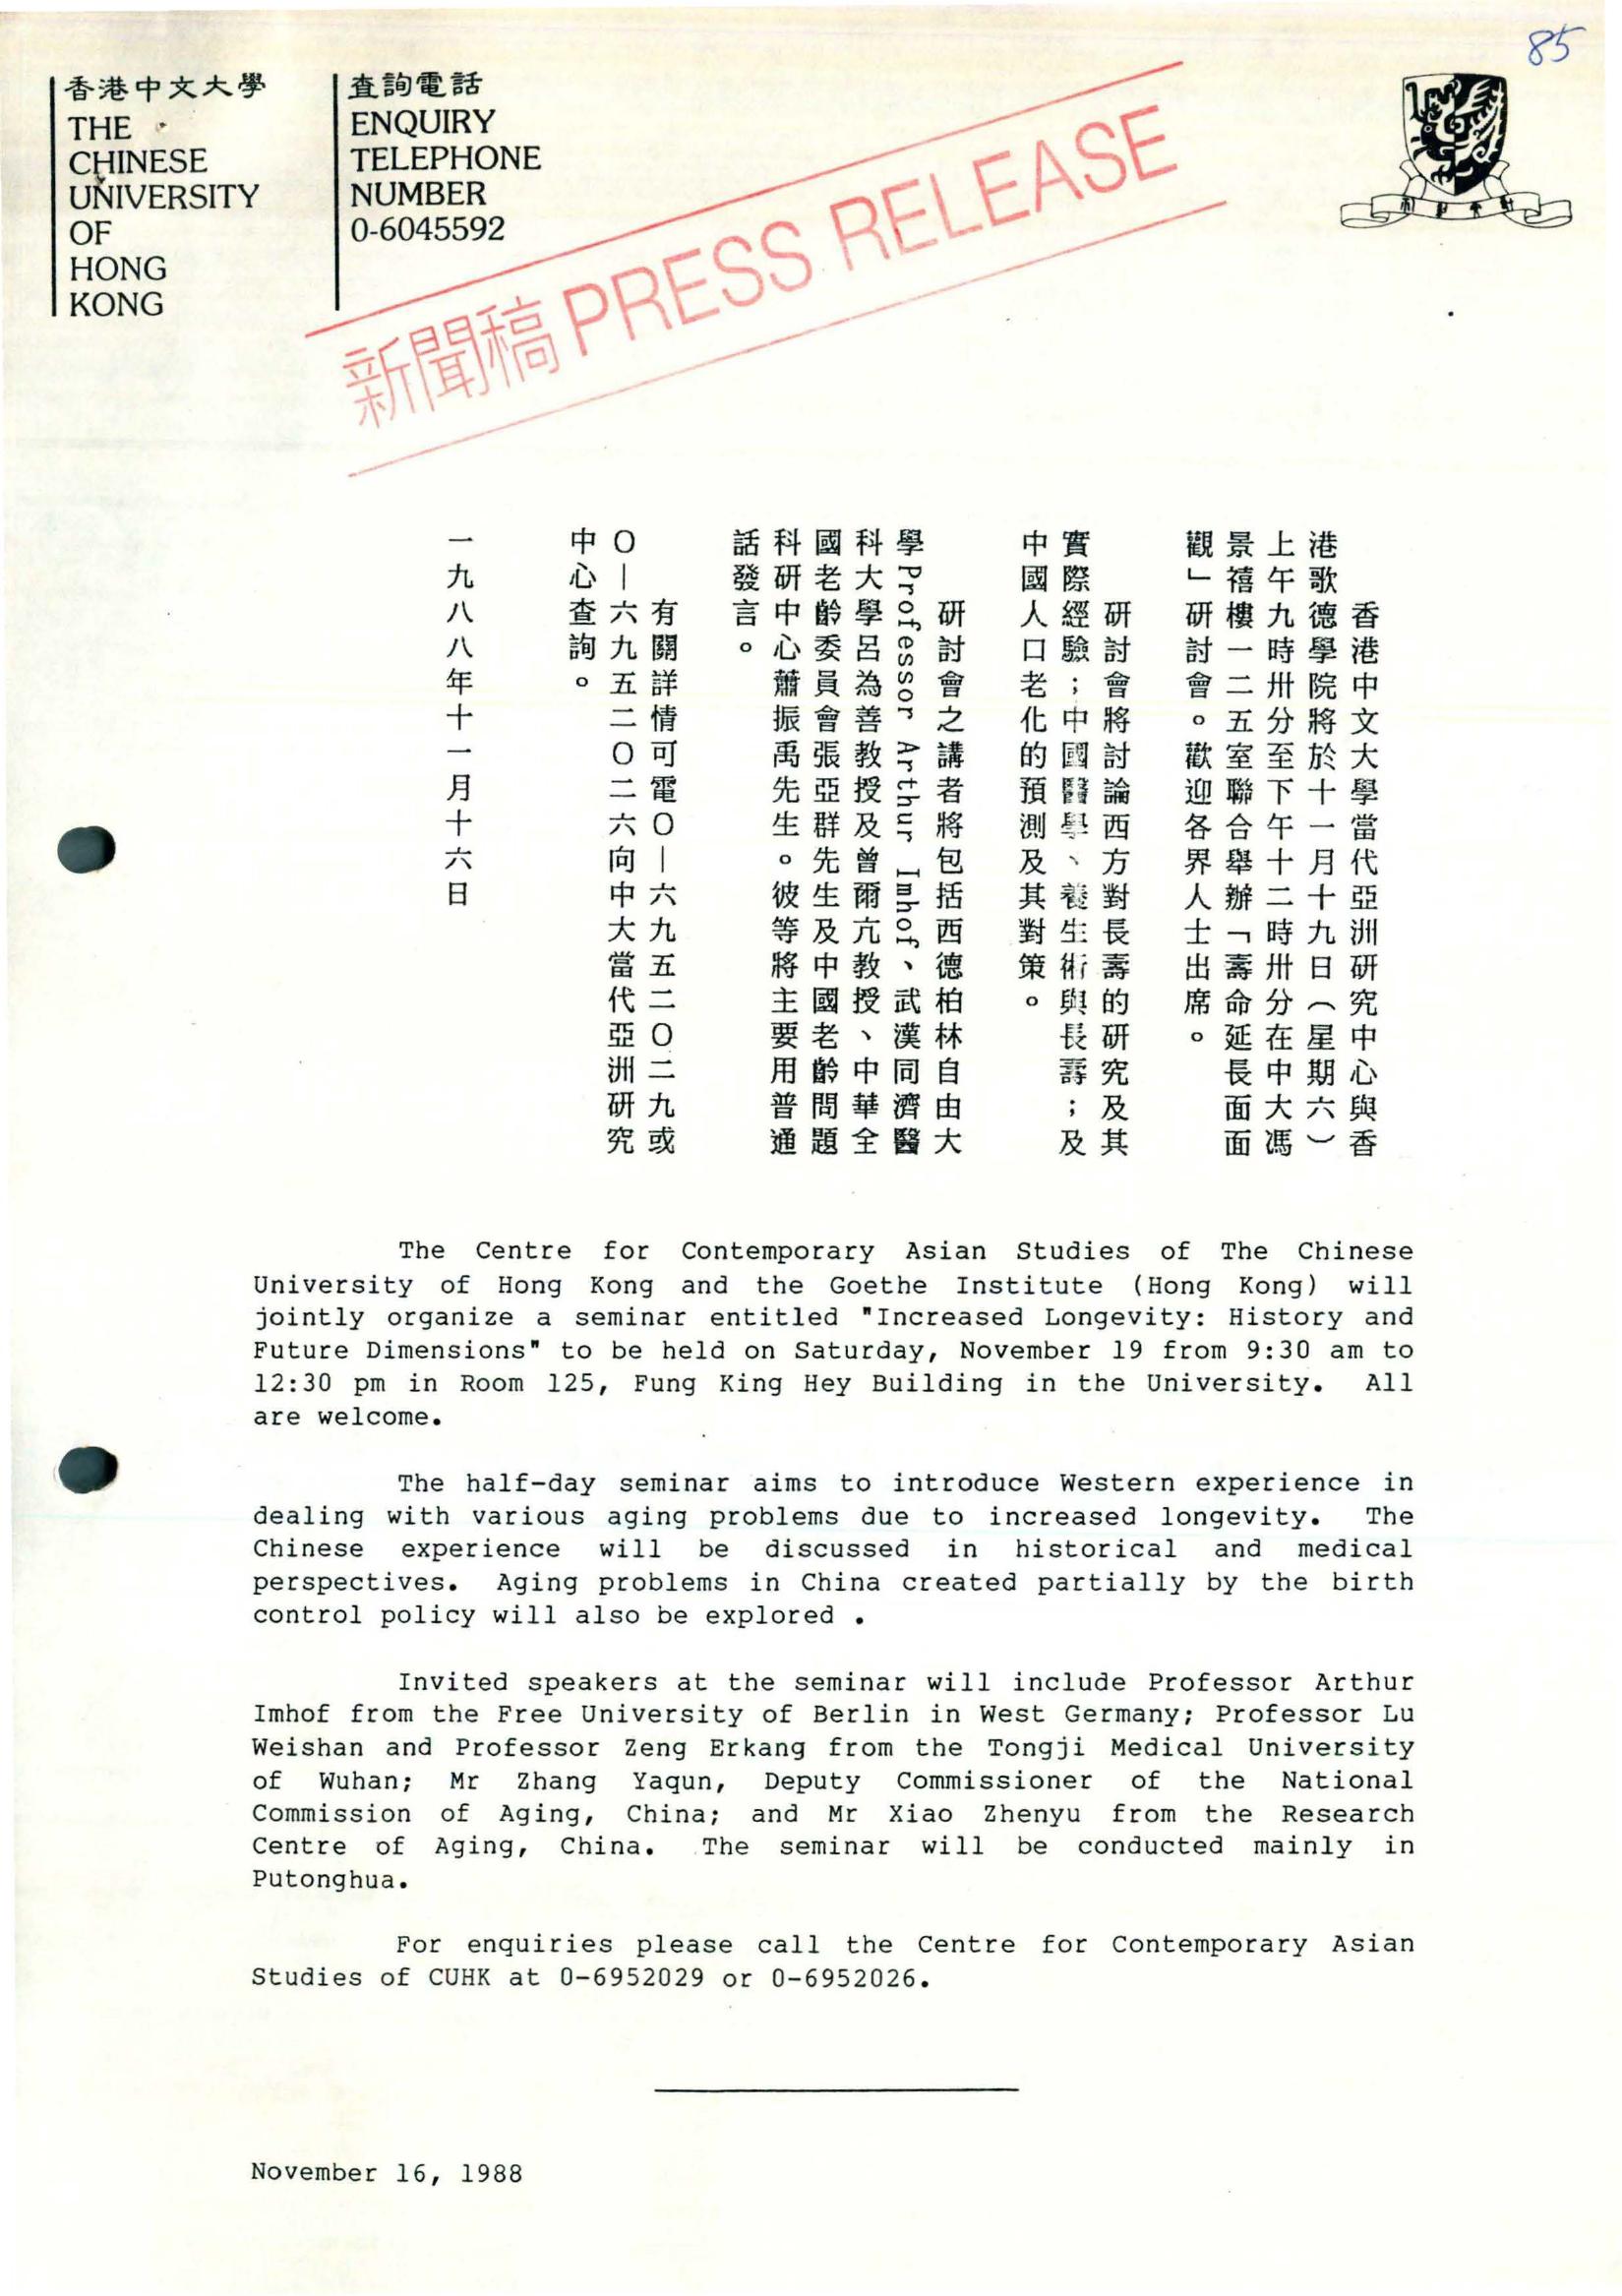 85
香港中文大學
THE
CHINESE
UNIVERSITY
OF
HONG
KONG
查詢電話
ENQUIRY
TELEPHONE
NUMBER
0-6045592
新聞稿 PRESS RELEASE
香港中文大學當代亞洲研究中心與香
港歌德學院將於十一月十九日(星期六)
上午九時卅分至下午十二時卅分在中大馮
景禧樓一二五室聯合舉辦「壽命延長面面
觀」研討會。歡迎各界人士出席。
研討會將討論西方對長壽的研究及其
實際經驗;中國醫學、養生術與長壽;及
中國人口老化的預測及其對策。
研討會之講者將包括西德柏林自由大
學Professor Arthur Imhof、武漢同濟醫
科大學呂為善教授及曾爾亢教授、中華全
國老齡委員會張亞群先生及中國老齡問題
科研中心蕭振禹先生。彼等將主要用普通
話發言。
有關詳情可電0—六九五二0二九或
0—六九五二0二六向中大當代亞洲研究
中心查詢。
一九八八年十一月十六日
The Centre for Contemporary Asian Studies of The Chinese
University of Hong Kong and the Goethe Institute (Hong Kong) will
jointly organize a seminar entitled "Increased Longevity: History and
Future Dimensions" to be held on Saturday, November 19 from 9:30 am to
12:30 pm in Room 125, Fung King Hey Building in the University. All
are welcome.
The half-day seminar aims to introduce Western experience in
dealing with various aging problems due to increased longevity. The
Chinese experience will be discussed in historical and medical
perspectives. Aging problems in China created partially by the birth
control policy will also be explored .
Invited speakers at the seminar will include Professor Arthur
Imhof from the Free University of Berlin in West Germany; Professor Lu
Weishan and Professor Zeng Erkang from the Tongji Medical University
of Wuhan; Mr Zhang Yaqun, Deputy Commissioner of the National
Commission of Aging, China; and Mr Xiao Zhenyu from the Research
Centre of Aging, China. The seminar will be conducted mainly in
Putonghua.
For enquiries please call the Centre for Contemporary Asian
Studies of CUHK at 0-6952029 or 0-6952026.
November 16, 1988